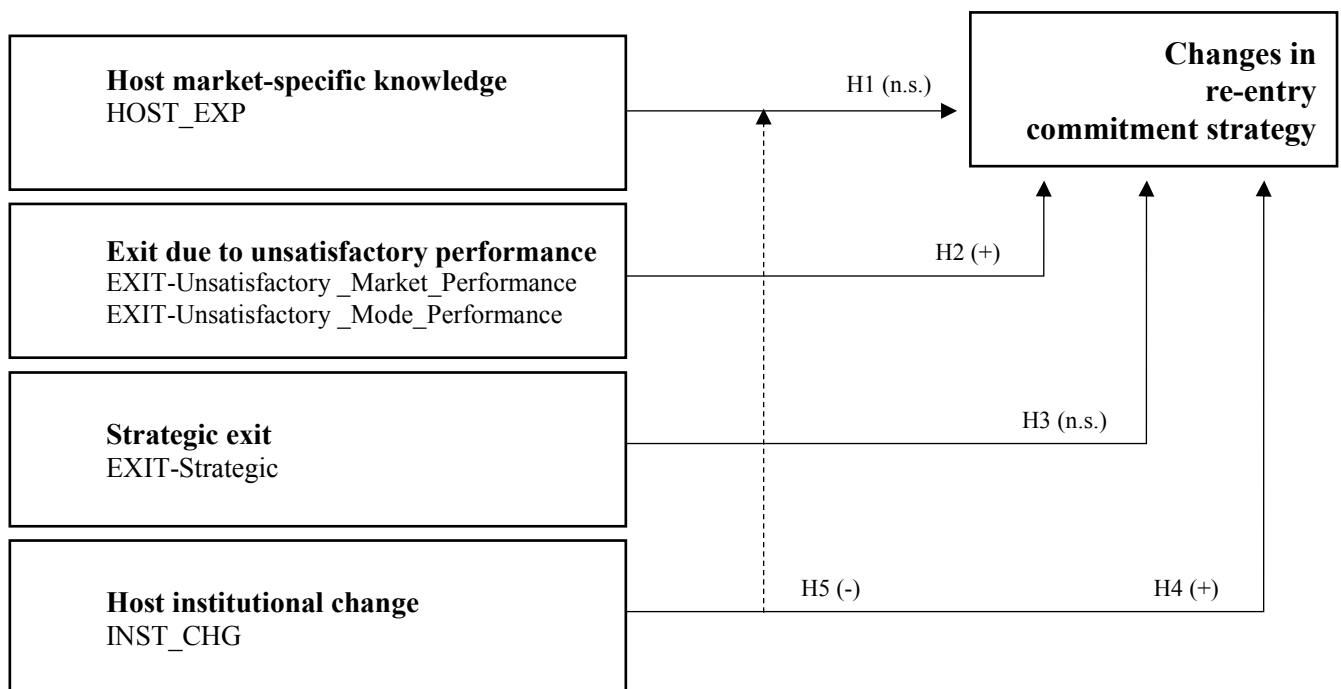 Host market-specific knowledge
HOST_EXP
H1 (n.s.)
Changes in
re-entry
commitment strategy
Exit due to unsatisfactory performance
EXIT-Unsatisfactory _Market_Performance
EXIT-Unsatisfactory _Mode_Performance
H2 (+)
Strategic exit
EXIT-Strategic
H3 (n.s.)
Host institutional change
INST_CHG
H5 (-)
H4 (+)